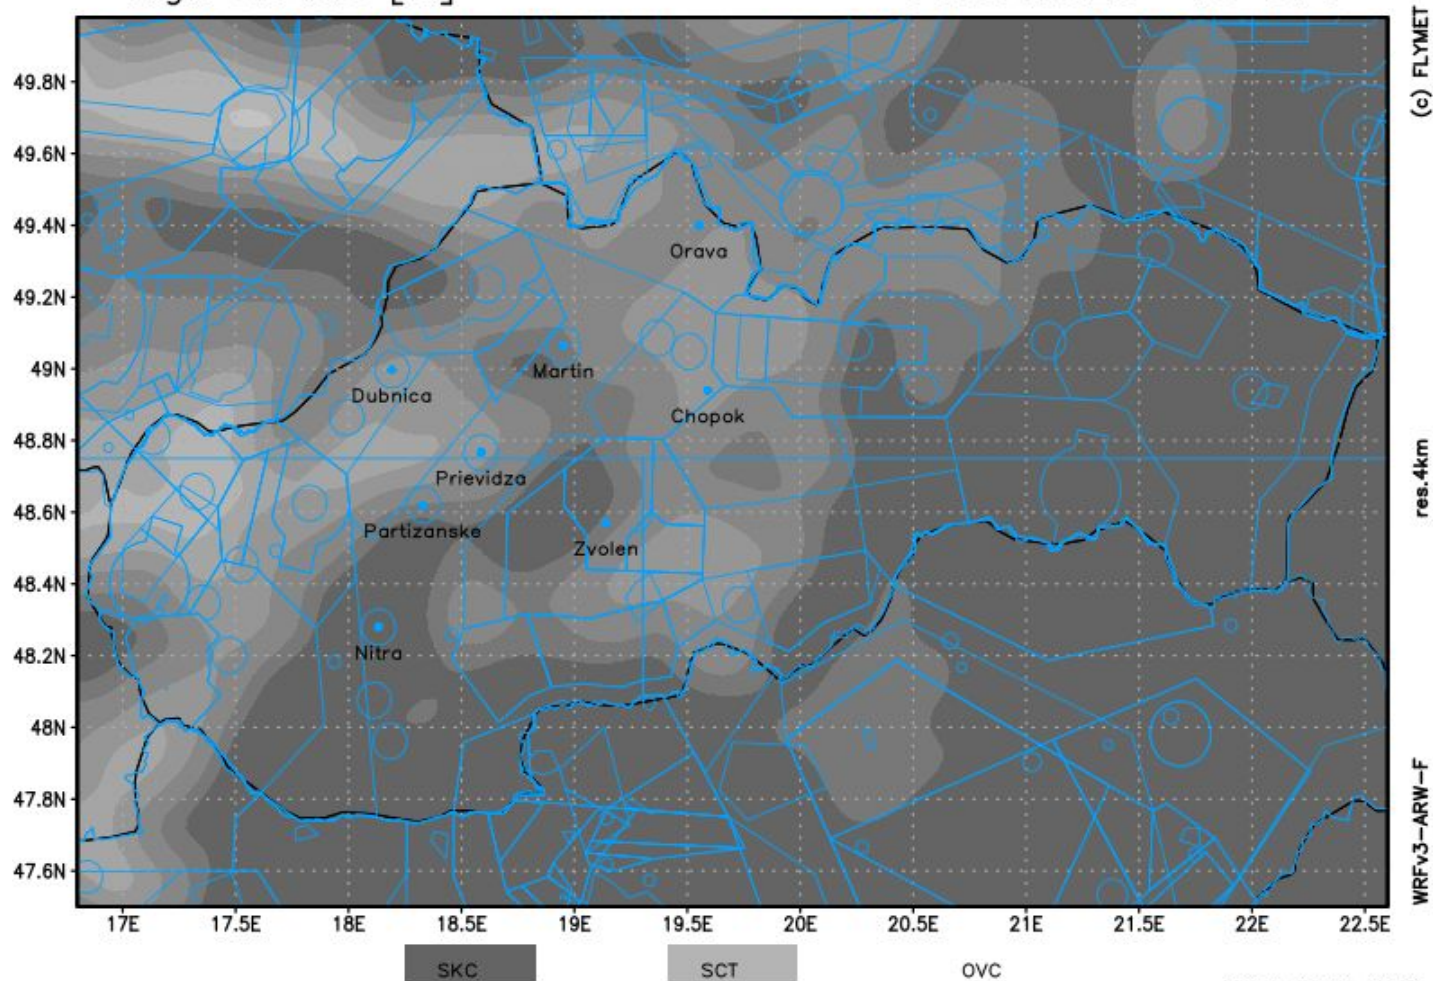 (c) FLYMET
49.8N
49.6N
49.4N
Orava
49.2N
49N
Martin
Dubnica
Chopok
48.8N
Prievidza
res.4km
48.6N
Partizanske
Zvolen
48.4N
Nitra
48.2N
48N
47.8N
WRFv3-ARW-F
47.6N
17E 17.5E 18E 18.5E 19E 19.5E 20E 20.5E 21E 21.5E 22E 22.5E
SKC SCT OVC